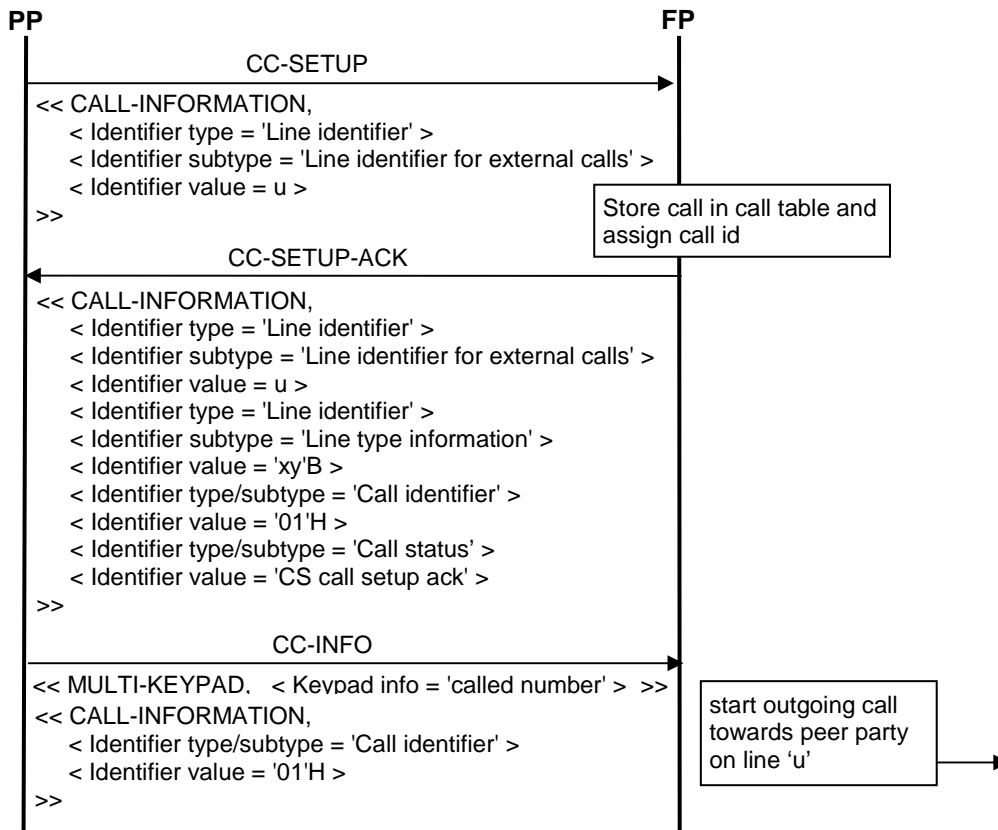 PP
FP
CC-SETUP
<< CALL-INFORMATION,
< Identifier type = 'Line identifier' >
< Identifier subtype = 'Line identifier for external calls' >
< Identifier value = u >
>>
Store call in call table and
assign call id
CC-SETUP-ACK
<< CALL-INFORMATION,
< Identifier type = 'Line identifier' >
< Identifier subtype = 'Line identifier for external calls' >
< Identifier value = u >
< Identifier type = 'Line identifier' >
< Identifier subtype = 'Line type information' >
< Identifier value = 'xy'B >
< Identifier type/subtype = 'Call identifier' >
< Identifier value = '01'H >
< Identifier type/subtype = 'Call status’ >
< Identifier value = 'CS call setup ack' >
>>
CC-INFO
<< MULTI-KEYPAD, < Keypad info = 'called number' > >>
<< CALL-INFORMATION,
< Identifier type/subtype = 'Call identifier' >
< Identifier value = '01'H >
>>
start outgoing call
towards peer party
on line ‘u’